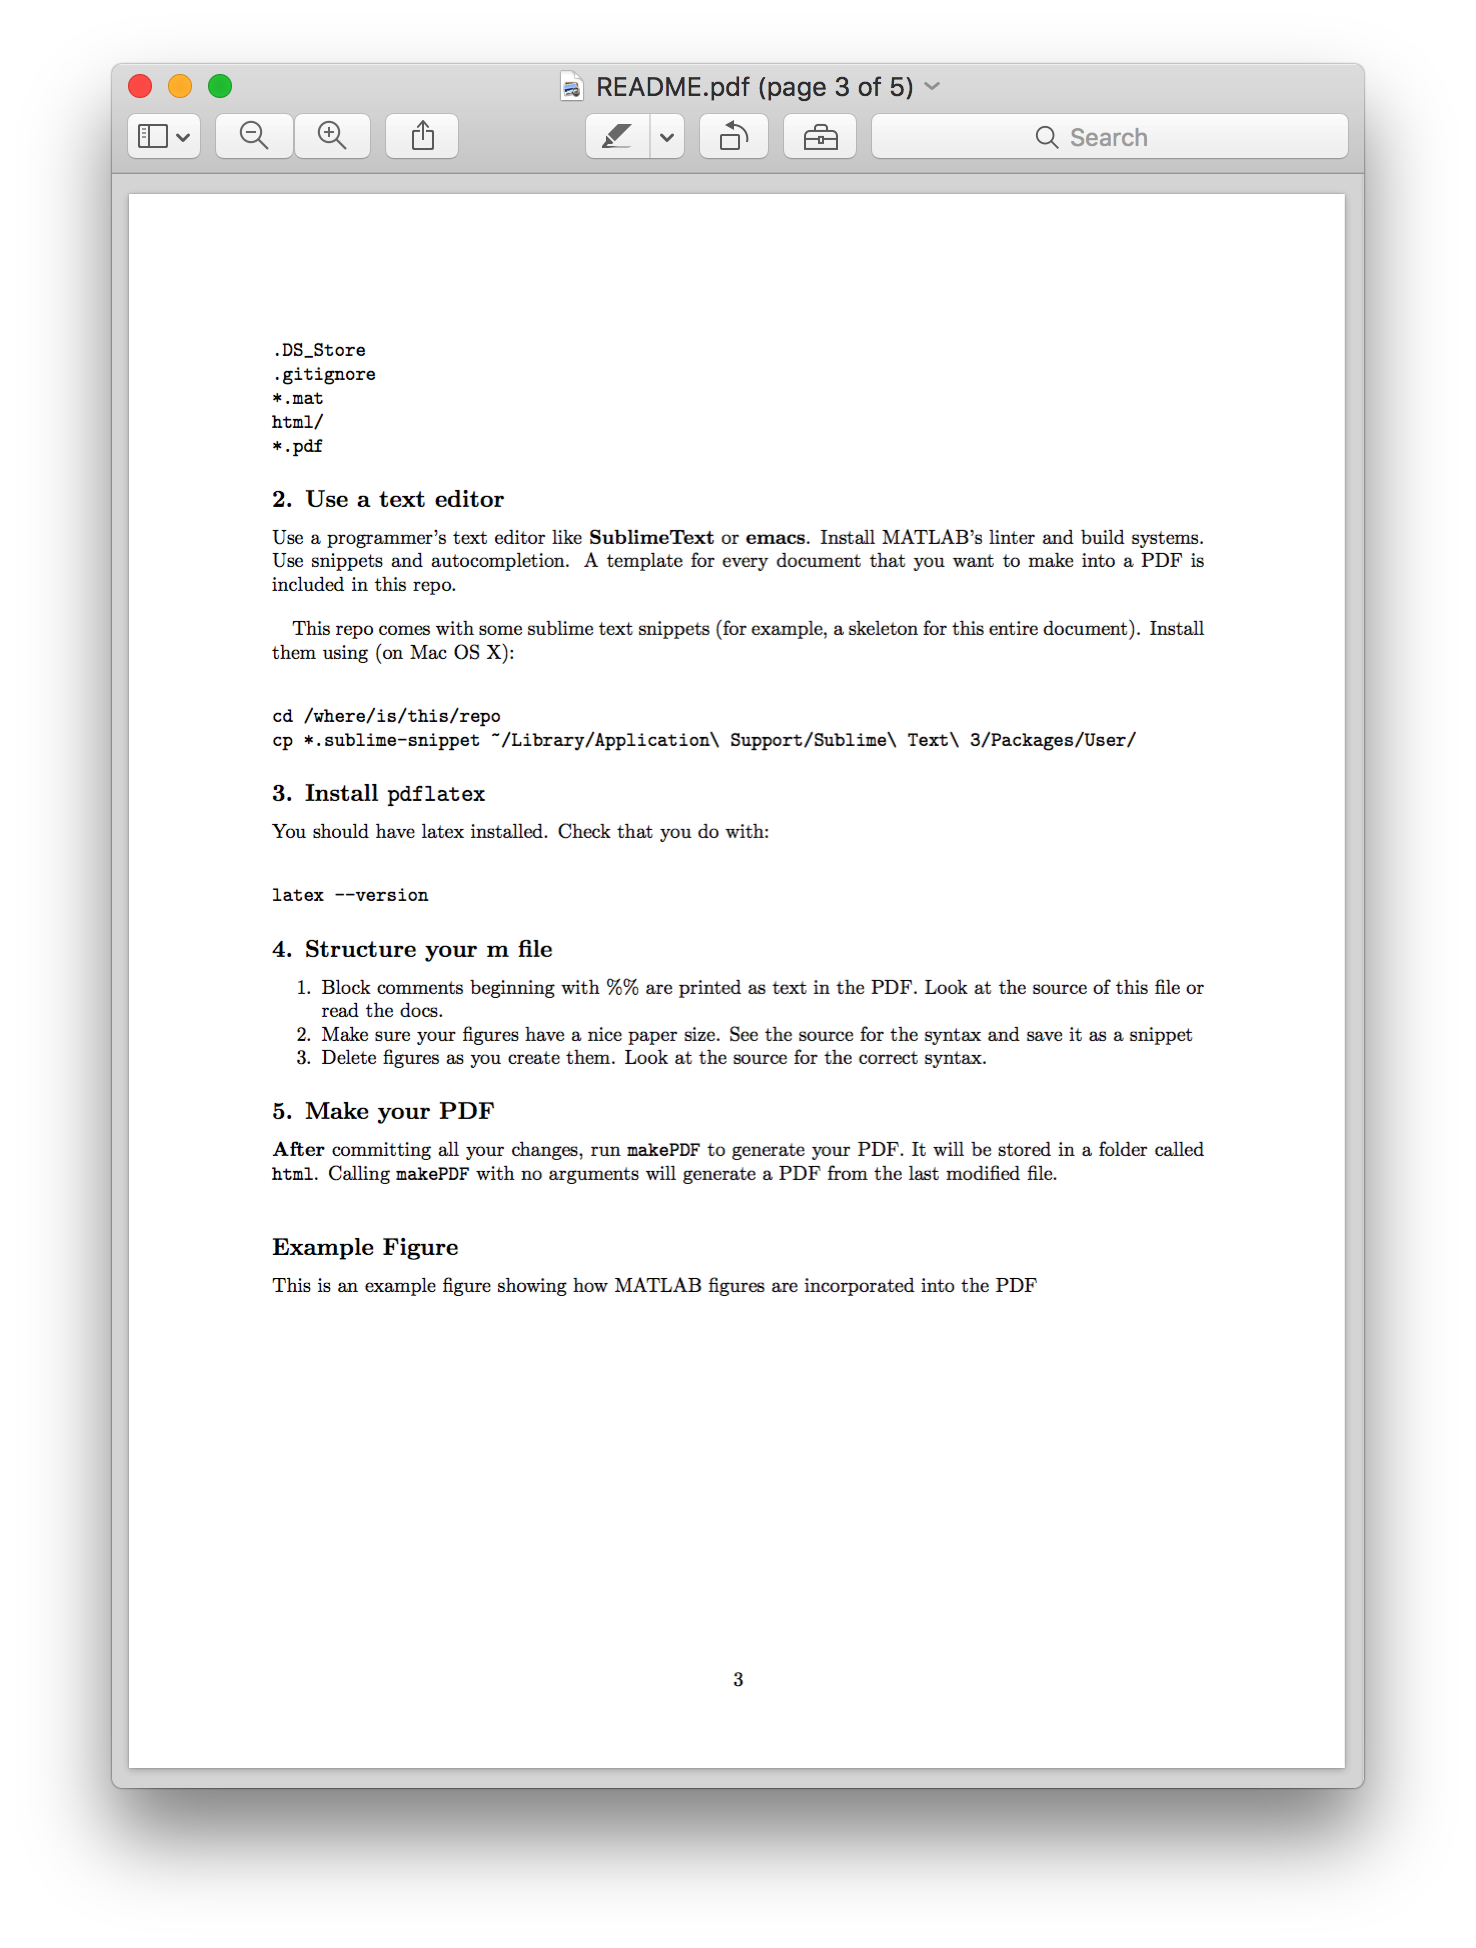 README.pdf (page 3 of 5)
Search
.DS_Store
.gitignore
*.mat
html/
*.pdf
2. Use a text editor
Use a programmer's text editor like SublimeText or emacs. Install MATLAB's linter and build systems.
Use snippets and autocompletion. A template for every document that you want to make into a PDF is
included in this repo.
This repo comes with some sublime text snippets (for example, a skeleton for this entire document). Install
them using (on Mac OS X):
cd /where/is/this/repo
cp *.sublime-snippet ~/Library/Application\ Support/Sublime\ Text\ 3/Packages/User/
3. Install pdflatex
You should have latex installed. Check that you do with:
latex --version
4. Structure your m file
1. Block comments beginning with %% are printed as text in the PDF. Look at the source of this file or
read the docs.
2. Make sure your figures have a nice paper size. See the source for the syntax and save it as a snippet
3. Delete figures as you create them. Look at the source for the correct syntax.
5. Make your PDF
After committing all your changes, run makePDF to generate your PDF. It will be stored in a folder called
html. Calling makePDF with no arguments will generate a PDF from the last modified file.
Example Figure
This is an example figure showing how MATLAB figures are incorporated into the PDF
3